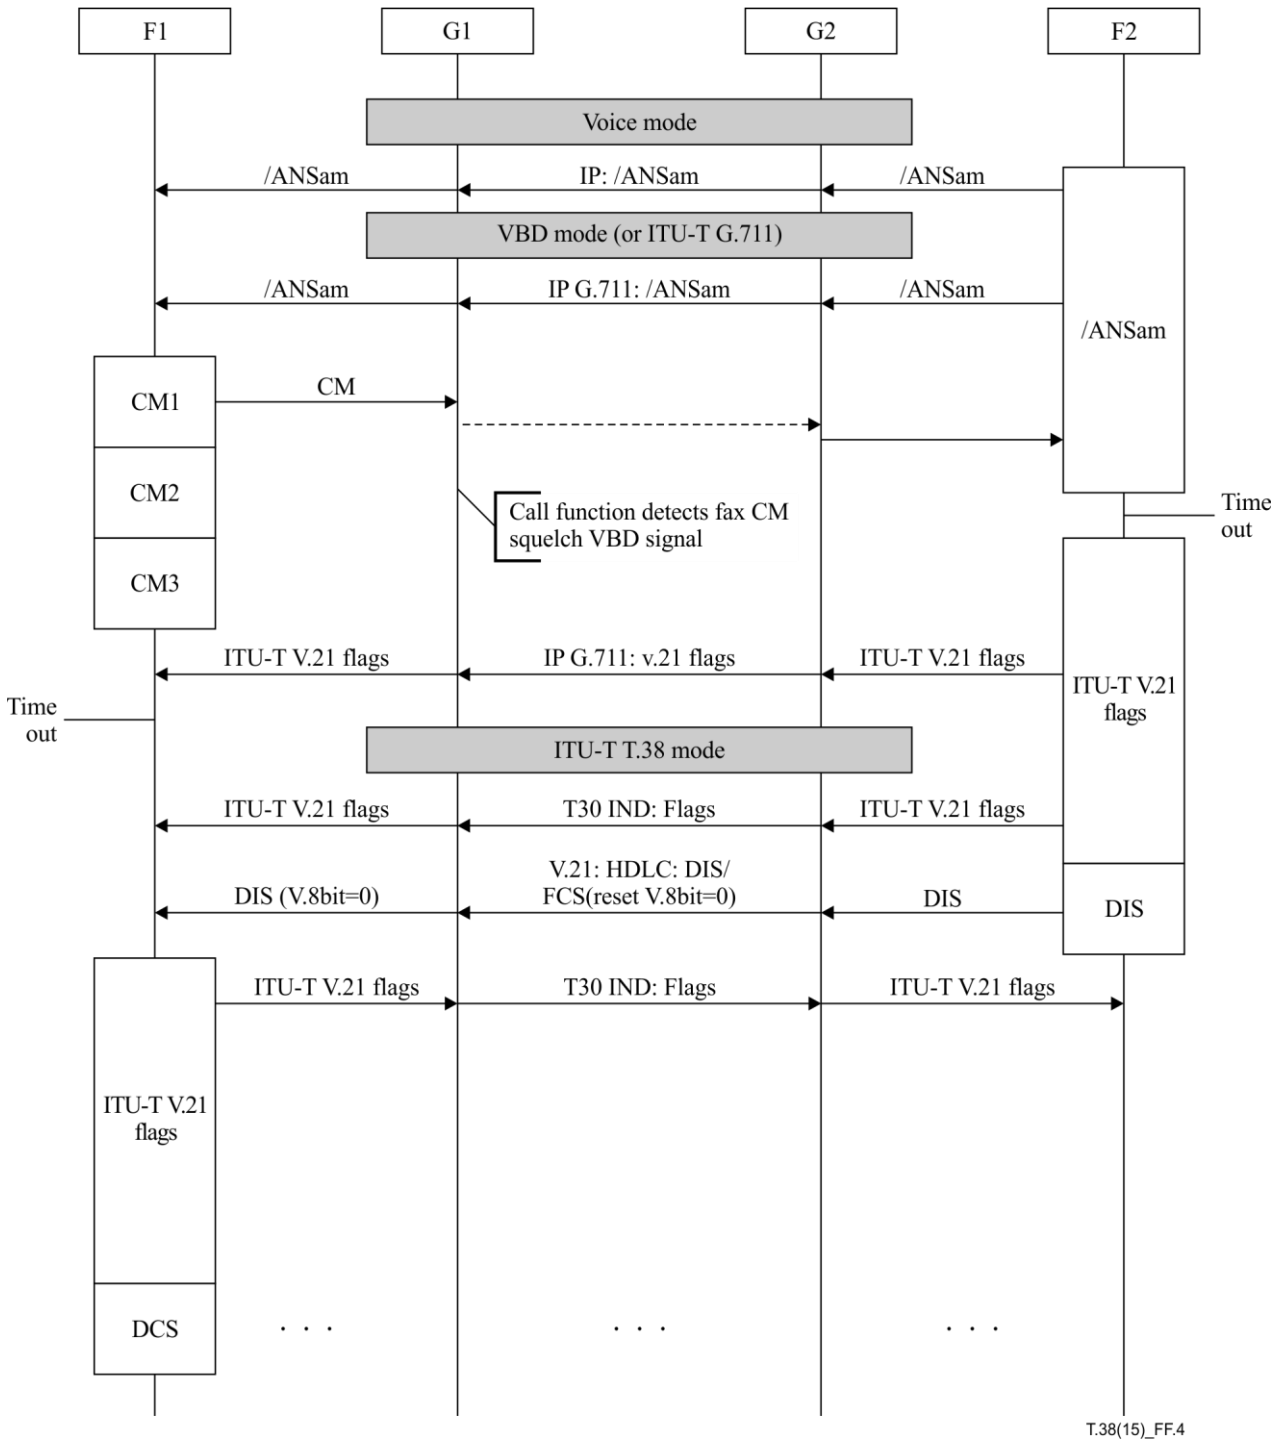 F1
G1
G2
F2
Voice mode
/ANSam
IP: /ANSam
/ANSam
VBD mode (or ITU-T G.711)
/ANSam
IP G.711: /ANSam
/ANSam
/ANSam
CM1
CM
CM2
Call function detects fax CM
squelch VBD signal
Time
out
CM3
ITU-T V.21 flags
IP G.711: v.21 flags
ITU-T V.21 flags
ITU-T V.21
flags
Time
out
ITU-T T.38 mode
ITU-T V.21 flags
T30 IND: Flags
ITU-T V.21 flags
DIS (V.8bit=0)
V.21: HDLC: DIS/
FCS(reset V.8bit=0)
DIS
DIS
ITU-T V.21 flags
T30 IND: Flags
ITU-T V.21 flags
ITU-T V.21
flags
DCS
. . .
. . .
. . .
T.38(15)_FF.4